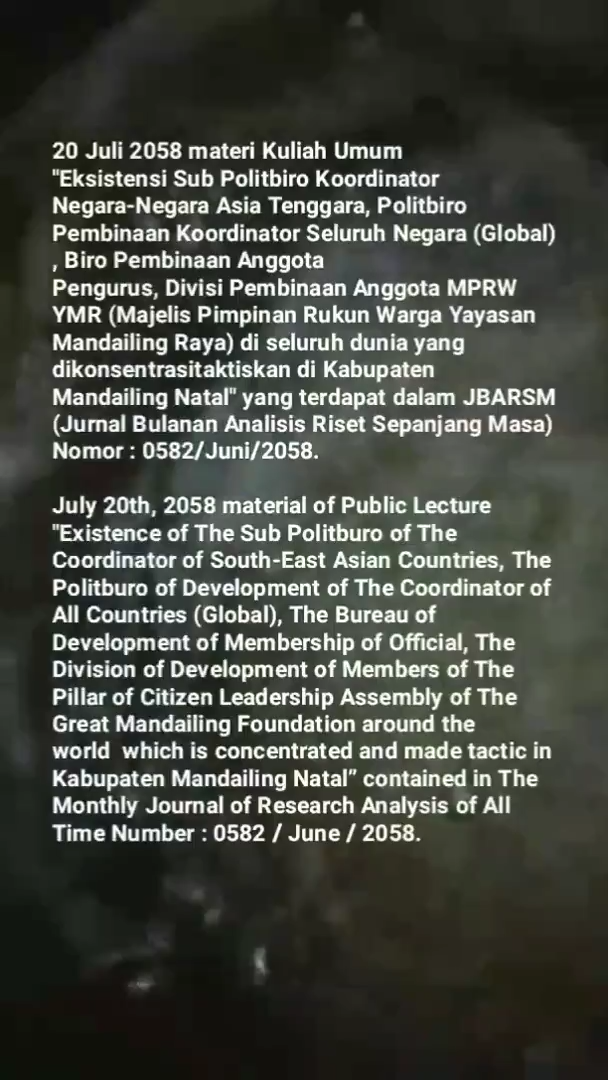 20 Juli 2058 materi Kuliah Umum
"Eksistensi Sub Politbiro Koordinator
Negara-Negara Asia Tenggara, Politbiro
Pembinaan Koordinator Seluruh Negara (Global)
, Biro Pembinaan Anggota
Pengurus, Divisi Pembinaan Anggota MPRW
YMR (Majelis Pimpinan Rukun Warga Yayasan
Mandailing Raya) di seluruh dunia yang
dikonsentrasitaktiskan di Kabupaten
Mandailing Natal" yang terdapat dalam JBARSM
(Jurnal Bulanan Analisis Riset Sepanjang Masa)
Nomor : 0582/Juni/2058.
July 20th, 2058 material of Public Lecture
"Existence of The Sub Politburo of The
Coordinator of South-East Asian Countries, The
Politburo of Development of The Coordinator of
All Countries (Global), The Bureau of
Development of Membership of Official, The
Division of Development of Members of The
Pillar of Citizen Leadership Assembly of The
Great Mandailing Foundation around the
world  which is concentrated and made tactic in
Kabupaten Mandailing Natal" contained in The
Monthly Journal of Research Analysis of All
Time Number : 0582 / June / 2058.